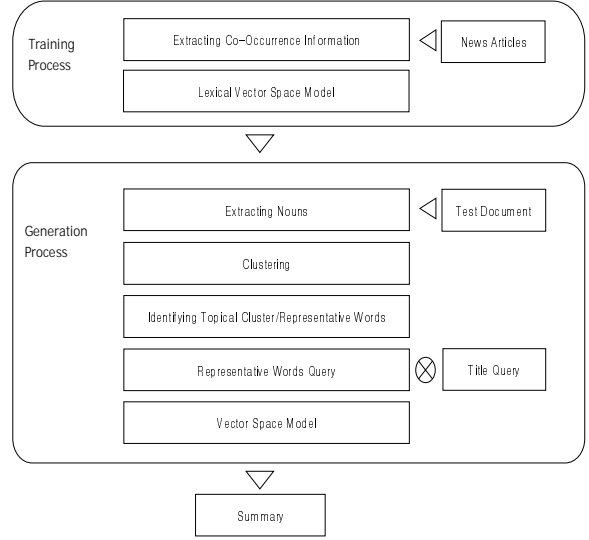 Training
Process
Extracting Co-Occurrence Information
News Articles
Lexical Vector Space Model
Generation
Process
Extracting Nouns
Test Document
Clustering
Identifying Topical Cluster/Representative Words
Representative Words Query
Title Query
Vector Space Model
Summary